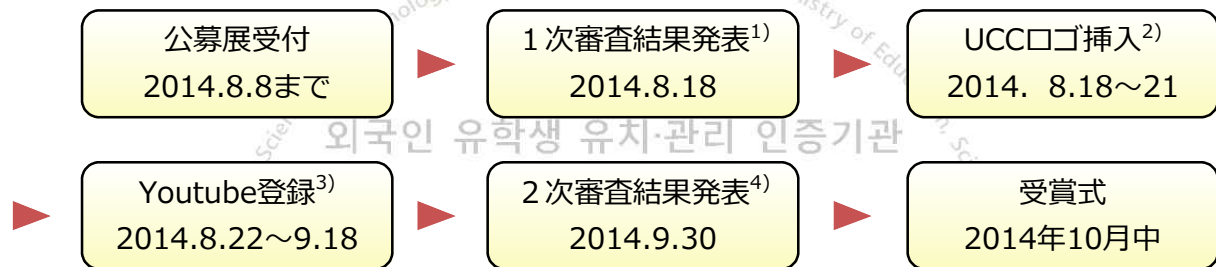 公募展受付
2014.8.8まで
１次審査結果発表1)
2014.8.18
UCCロゴ挿入2)
2014. 8.18～21
외국인 유학생 유치·관리 인증기관
Youtube登録3)
2014.8.22～9.18
２次審査結果発表4)
2014.9.30
受賞式
2014年10月中